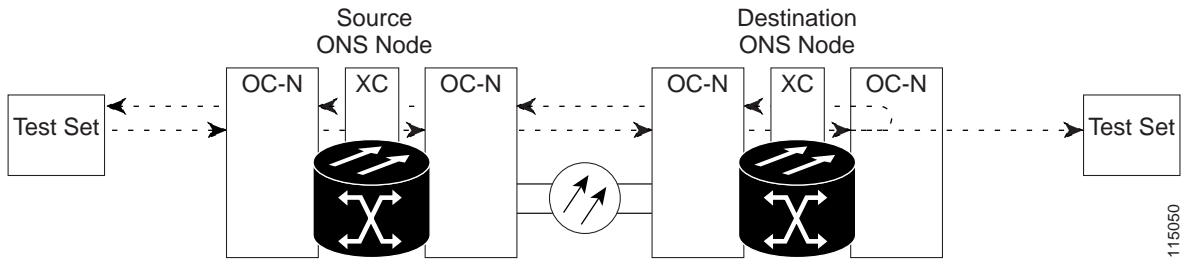 Source
ONS Node
Destination
ONS Node
OC-N
XC
OC-N
OC-N
XC
OC-N
Test Set
Test Set
115050